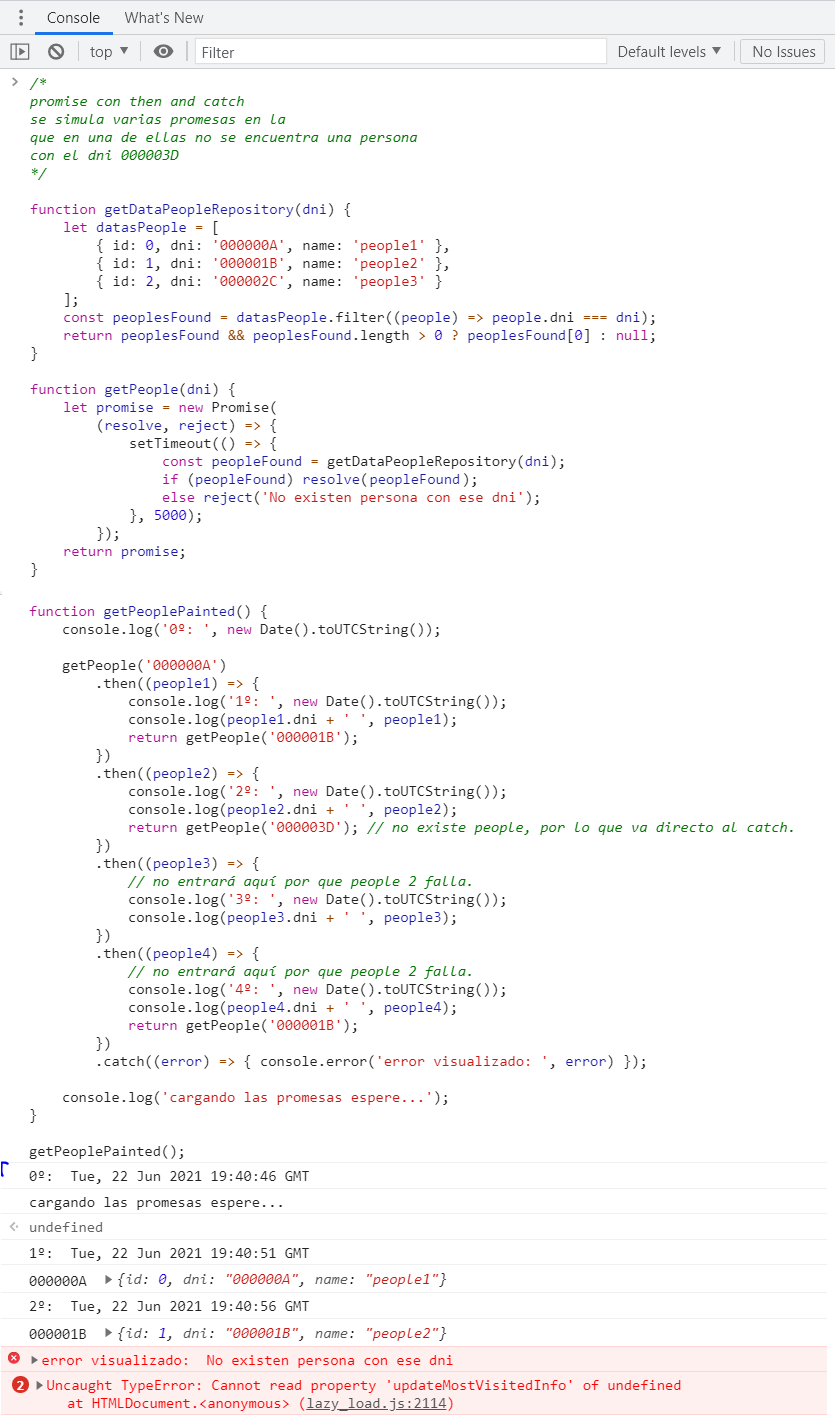 Console What's New
top ▼ Filter Default levels ▼ No Issues
> /*
promise con then and catch
se simula varias promesas en la
que en una de ellas no se encuentra una persona
con el dni 000003D
*/
function getDataPeopleRepository(dni) {
let datasPeople = [
{ id: 0, dni: '000000A', name: 'people1' },
{ id: 1, dni: '000001B', name: 'people2' },
{ id: 2, dni: '000002C', name: 'people3' }
];
const peoplesFound = datasPeople.filter((people) => people.dni === dni);
return peoplesFound && peoplesFound.length > 0 ? peoplesFound[0] : null;
}
function getPeople(dni) {
let promise = new Promise(
(resolve, reject) => {
setTimeout(() => {
const peopleFound = getDataPeopleRepository(dni);
if (peopleFound) resolve(peopleFound);
else reject('No existen persona con ese dni');
}, 5000);
});
return promise;
}
function getPeoplePainted() {
console.log('0º: ', new Date().toUTCString());
getPeople('000000A')
.then((people1) => {
console.log('1º: ', new Date().toUTCString());
console.log(people1.dni + ' ', people1);
return getPeople('000001B');
})
.then((people2) => {
console.log('2º: ', new Date().toUTCString());
console.log(people2.dni + ' ', people2);
return getPeople('000003D'); // no existe people, por lo que va directo al catch.
})
.then((people3) => {
// no entrará aquí por que people 2 falla.
console.log('3º: ', new Date().toUTCString());
console.log(people3.dni + ' ', people3);
})
.then((people4) => {
// no entrará aquí por que people 2 falla.
console.log('4º: ', new Date().toUTCString());
console.log(people4.dni + ' ', people4);
return getPeople('000001B');
})
.catch((error) => { console.error('error visualizado: ', error) });
console.log('cargando las promesas espere...');
}
getPeoplePainted();
0º: Tue, 22 Jun 2021 19:40:46 GMT
cargando las promesas espere...
undefined
1º: Tue, 22 Jun 2021 19:40:51 GMT
000000A ▶{id: 0, dni: "000000A", name: "people1"}
2º: Tue, 22 Jun 2021 19:40:56 GMT
000001B ▶{id: 1, dni: "000001B", name: "people2"}
▶error visualizado: No existen persona con ese dni
2 ▶Uncaught TypeError: Cannot read property 'updateMostVisitedInfo' of undefined
at HTMLDocument.<anonymous> (lazy_load.js:2114)